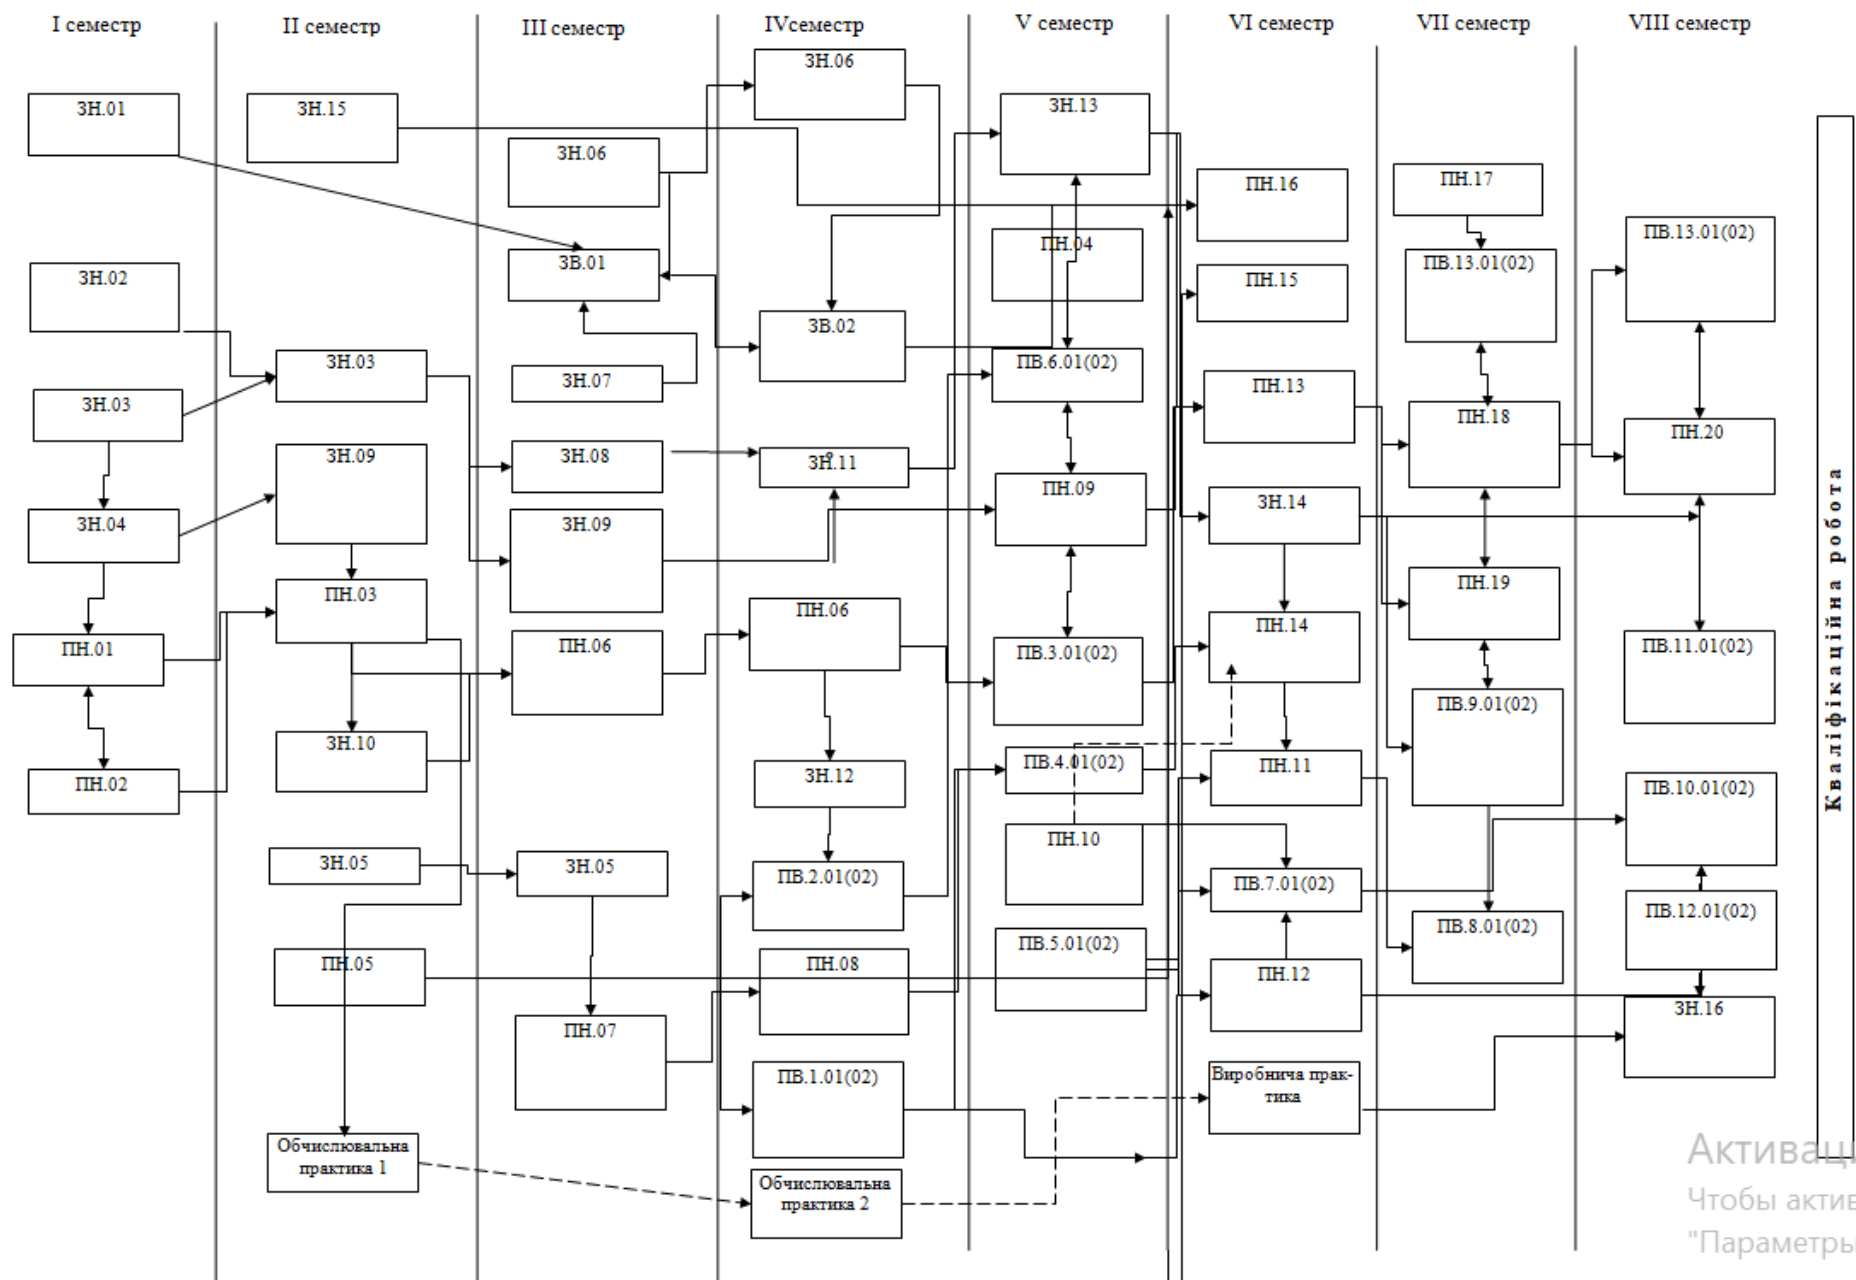 I семестр
II семестр
III семестр
IVсеместр
V семестр
VI семестр
VII семестр
VIII семестр
ЗН.01
ЗН.02
ЗН.03
ЗН.04
ПН.01
ПН.02
ЗН.15
ЗН.03
ЗН.09
ПН.03
ЗН.10
ЗН.05
ПН.05
Обчислювальна
практика 1
ЗН.06
ЗВ.01
ЗН.07
ЗН.08
ЗН.09
ПН.06
ЗН.05
ПН.07
ЗН.06
ЗВ.02
ЗН.11
ПН.06
ЗН.12
ПВ.2.01(02)
ПН.08
ПВ.1.01(02)
Обчислювальна
практика 2
ЗН.13
ПН.04
ПВ.6.01(02)
ПН.09
ПВ.3.01(02)
ПВ.4.01(02)
ПН.10
ПВ.5.01(02)
ПН.16
ПН.15
ПН.13
ЗН.14
ПН.14
ПН.11
ПВ.7.01(02)
ПН.12
Виробнича прак-
тика
ПН.17
ПВ.13.01(02)
ПН.18
ПН.19
ПВ.9.01(02)
ПВ.8.01(02)
ПВ.13.01(02)
ПН.20
ПВ.11.01(02)
ПВ.10.01(02)
ПВ.12.01(02)
ЗН.16
Кваліфікаційна робота
Активаци
Чтобы актив
"Параметры